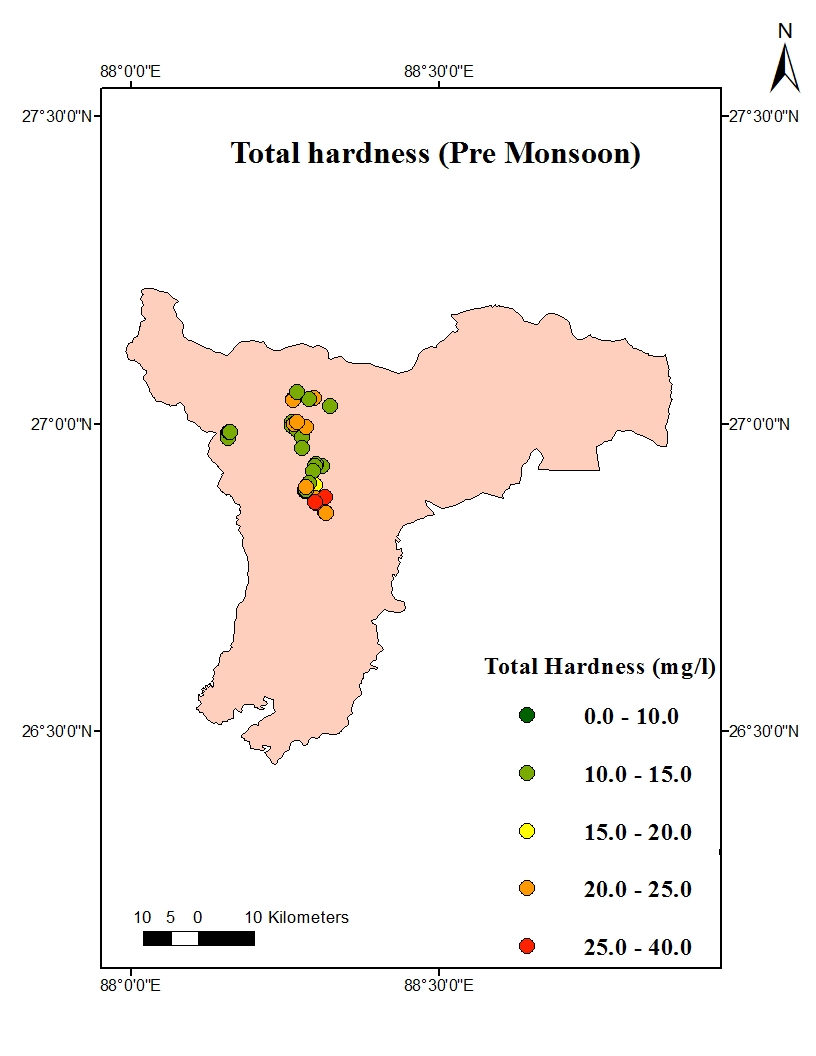 N
88°0'0"E 88°30'0"E
27°30'0"N 27°30'0"N
Total hardness (Pre Monsoon)
27°0'0"N 27°0'0"N
Total Hardness (mg/l)
0.0 - 10.0
26°30'0"N 26°30'0"N
10.0 - 15.0
15.0 - 20.0
20.0 - 25.0
10 5 0 10 Kilometers
25.0 - 40.0
88°0'0"E 88°30'0"E